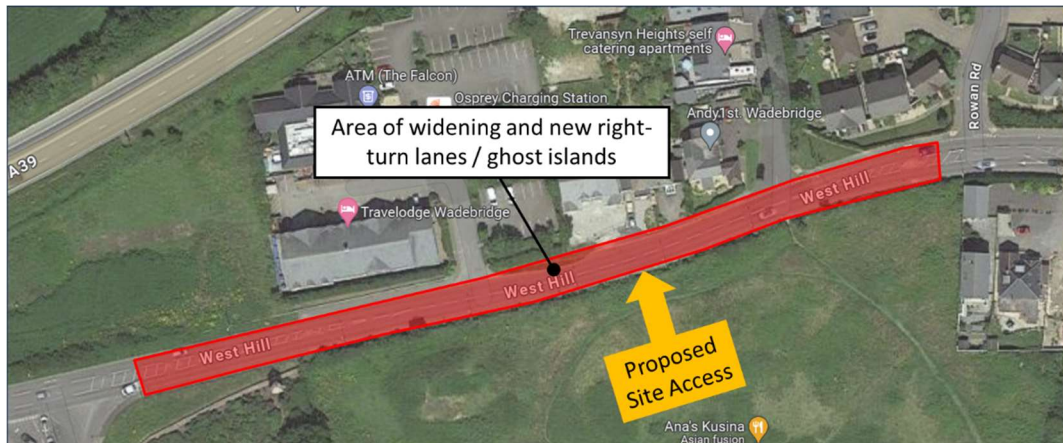 Trevansyn Heights self
catering apartments
Rowan Rd
ATM (The Falcon)
Osprey Charging Station
Andy1st. Wadebridge
A39
Area of widening and new right-
turn lanes / ghost islands
Travelodge Wadebridge
West Hill
West Hill
West Hill
Proposed
Site Access
Ana's Kusina
Asian fusion